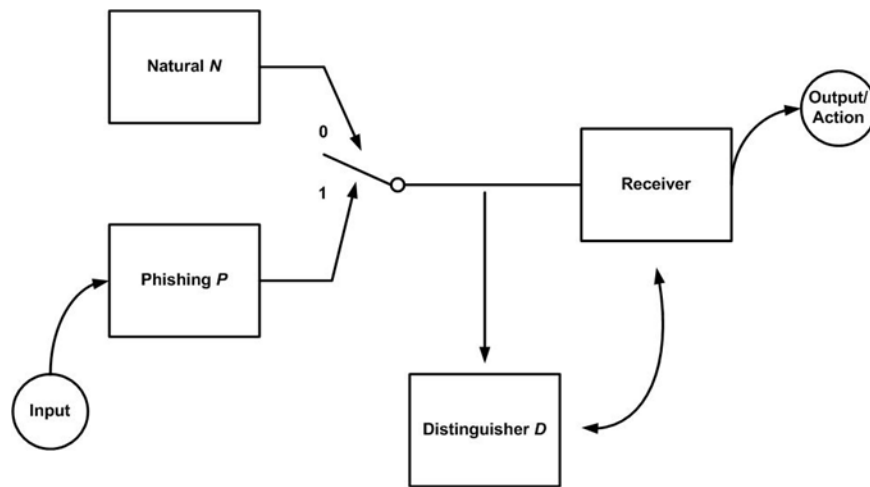 Natural N
Output/
Action
0
Receiver
1
Phishing P
Input
Distinguisher D